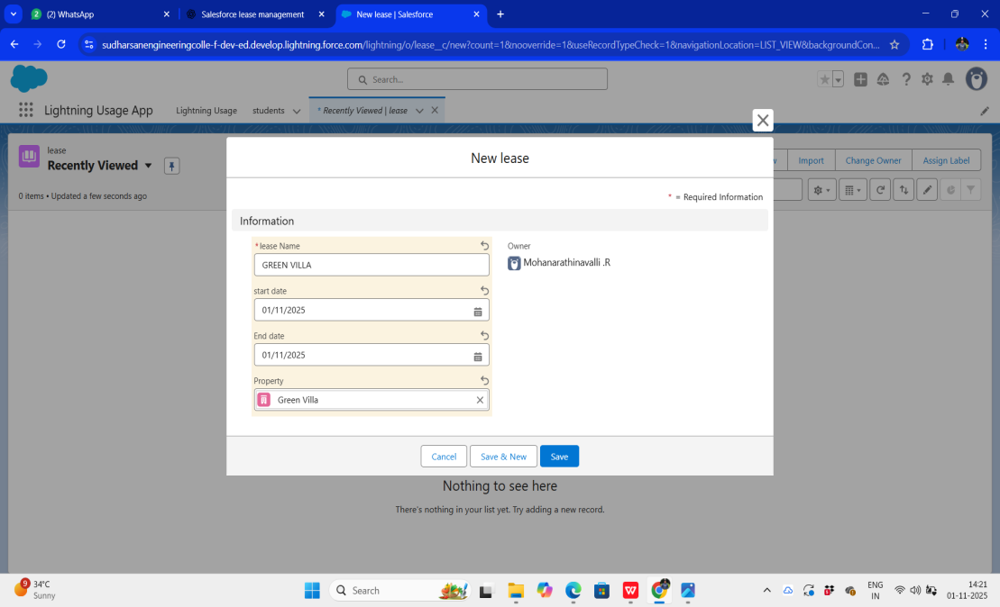 2 (2) WhatsApp
Salesforce lease management
New lease | Salesforce
sudharsanengineeringcolle-f-dev-ed.develop.lightning.force.com/lightning/o/lease__c/new?count=1&nooverride=1&useRecordTypeCheck=1&navigationLocation=LIST_VIEW&backgroundCon...
Search...
Lightning Usage App
Lightning Usage
students
* Recently Viewed | lease
lease
Recently Viewed
Import
Change Owner
Assign Label
0 items • Updated a few seconds ago
New lease
* = Required Information
Information
*lease Name
GREEN VILLA
Owner
Mohanarathinavalli .R
start date
01/11/2025
End date
01/11/2025
Property
Green Villa
Cancel
Save & New
Save
Nothing to see here
There's nothing in your list yet. Try adding a new record.
9
34°C
Sunny
Search
ENG
IN
14:21
01-11-2025